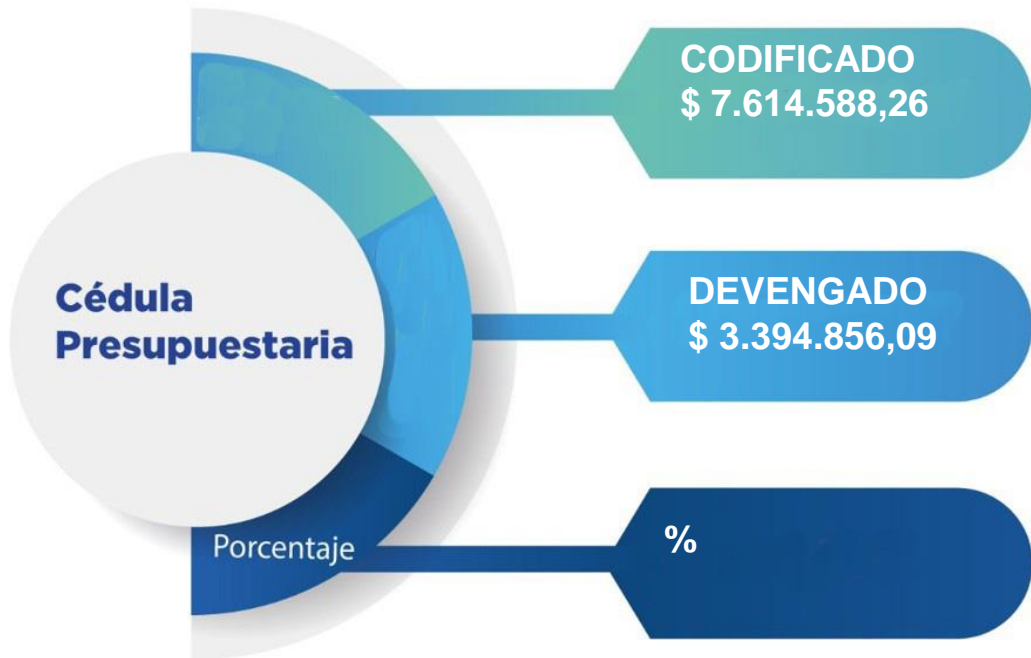 CODIFICADO
$ 7.614.588,26
Cédula
Presupuestaria
DEVENGADO
$ 3.394.856,09
Porcentaje
%